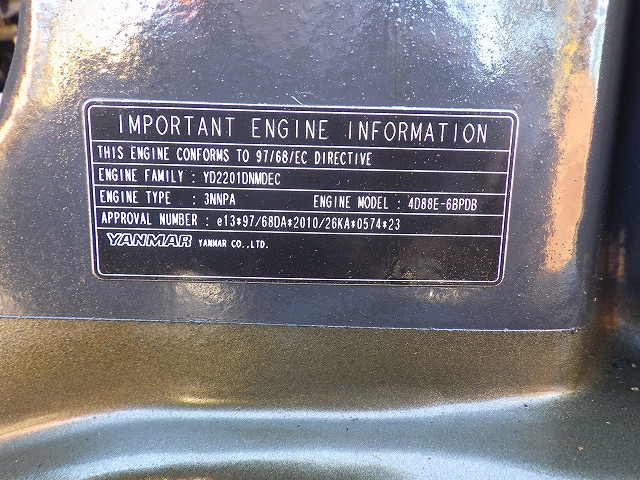 IMPORTANT ENGINE INFORMATION
THIS ENGINE CONFORMS TO 97/68/EC DIRECTIVE
ENGINE FAMILY : YD2201DNMDEC
ENGINE TYPE : 3NNPA ENGINE MODEL : 4D88E-6BPDB
APPROVAL NUMBER : e13*97/68DA*2010/26KA*0574*23
YANMAR YANMAR CO.,LTD.